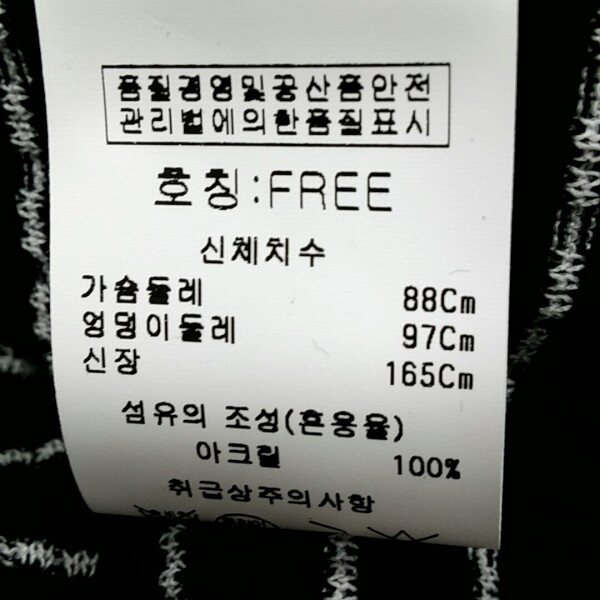 품질경영및공산품안전
관리법에의한품질표시
호칭:FREE
신체치수
가슴둘레 88Cm
엉덩이둘레 97Cm
신장 165Cm
섬유의 조성(혼용율)
아크릴 100%
취급상주의사항